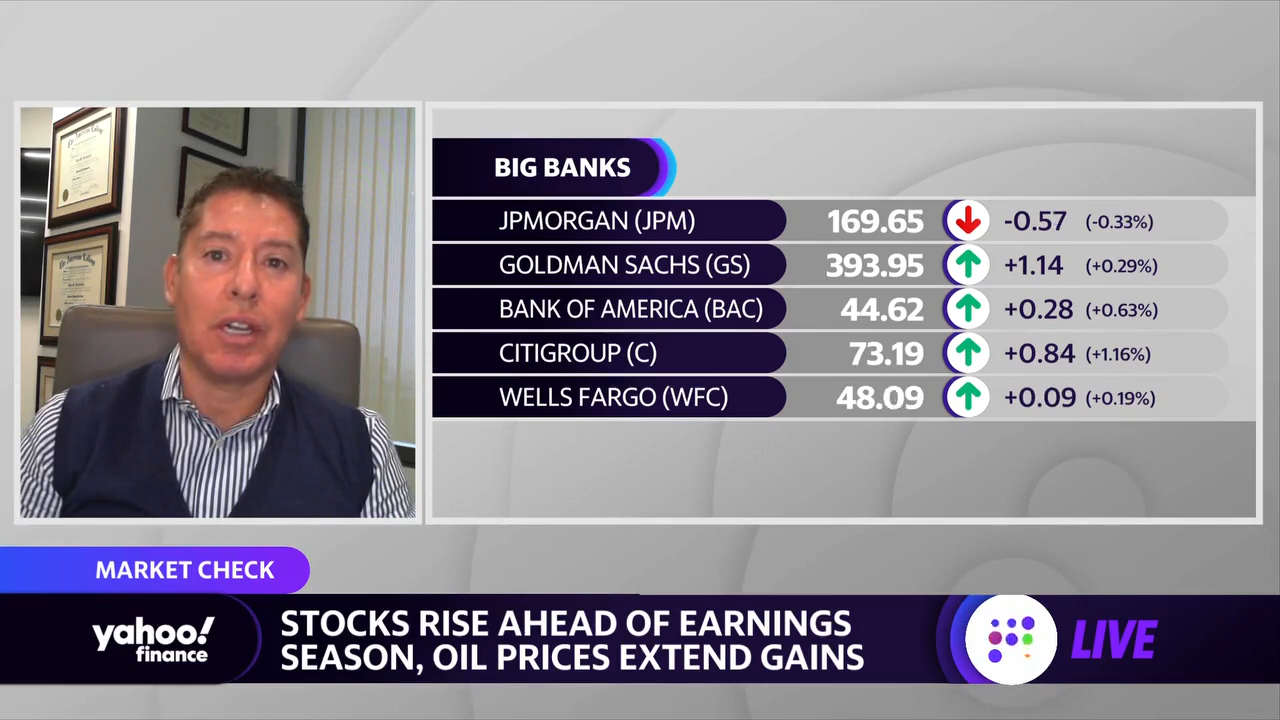 BIG BANKS
JPMORGAN (JPM) 169.65 -0.57 (-0.33%)
GOLDMAN SACHS (GS) 393.95 +1.14 (+0.29%)
BANK OF AMERICA (BAC) 44.62 +0.28 (+0.63%)
CITIGROUP (C) 73.19 +0.84 (+1.16%)
WELLS FARGO (WFC) 48.09 +0.09 (+0.19%)
MARKET CHECK
yahoo!
finance
STOCKS RISE AHEAD OF EARNINGS
SEASON, OIL PRICES EXTEND GAINS
LIVE